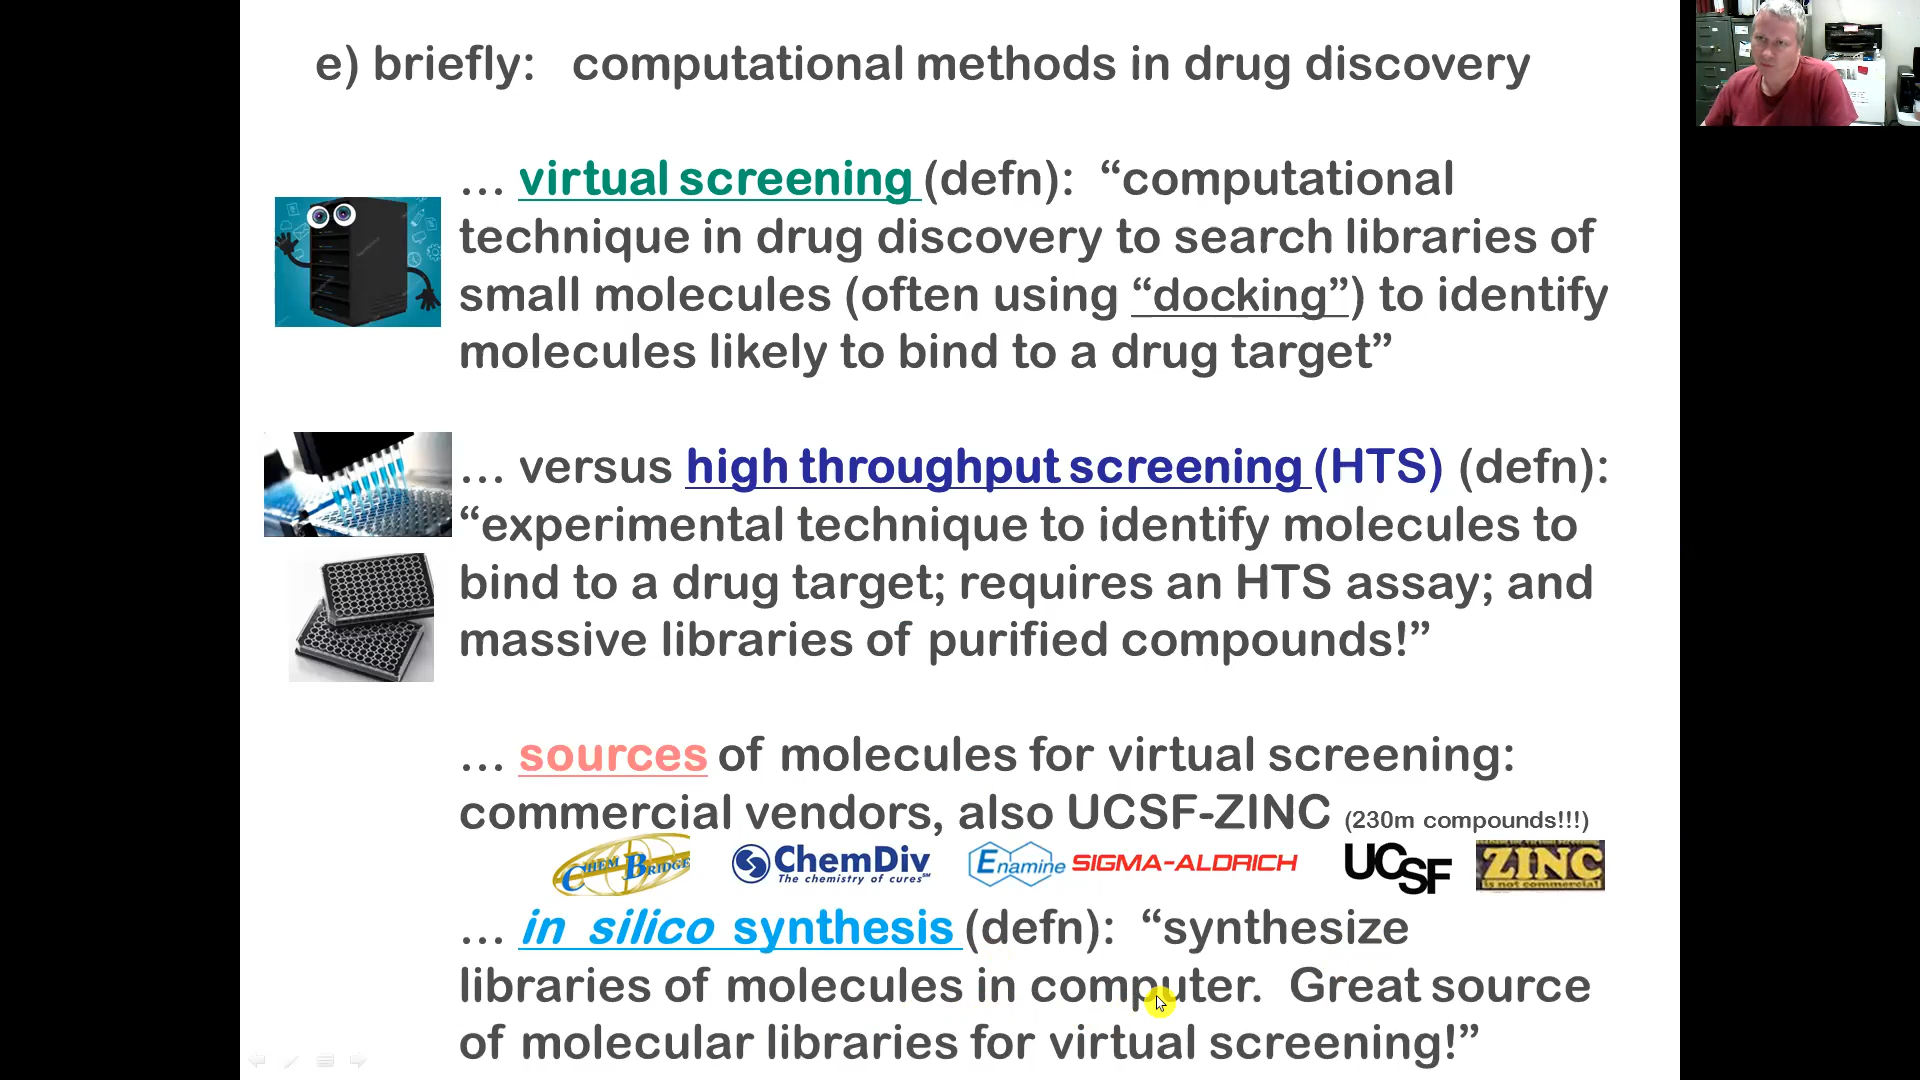 e) briefly: computational methods in drug discovery
… virtual screening (defn): “computational
technique in drug discovery to search libraries of
small molecules (often using “docking”) to identify
molecules likely to bind to a drug target”
… versus high throughput screening (HTS) (defn):
“experimental technique to identify molecules to
bind to a drug target; requires an HTS assay; and
massive libraries of purified compounds!”
… sources of molecules for virtual screening:
commercial vendors, also UCSF-ZINC (230m compounds!!!)
CHEM BRIDGE
ChemDiv
The chemistry of cures
Enamine
SIGMA-ALDRICH
UCSF
ZINC
is not commercial!
… in silico synthesis (defn): “synthesize
libraries of molecules in computer. Great source
of molecular libraries for virtual screening!”